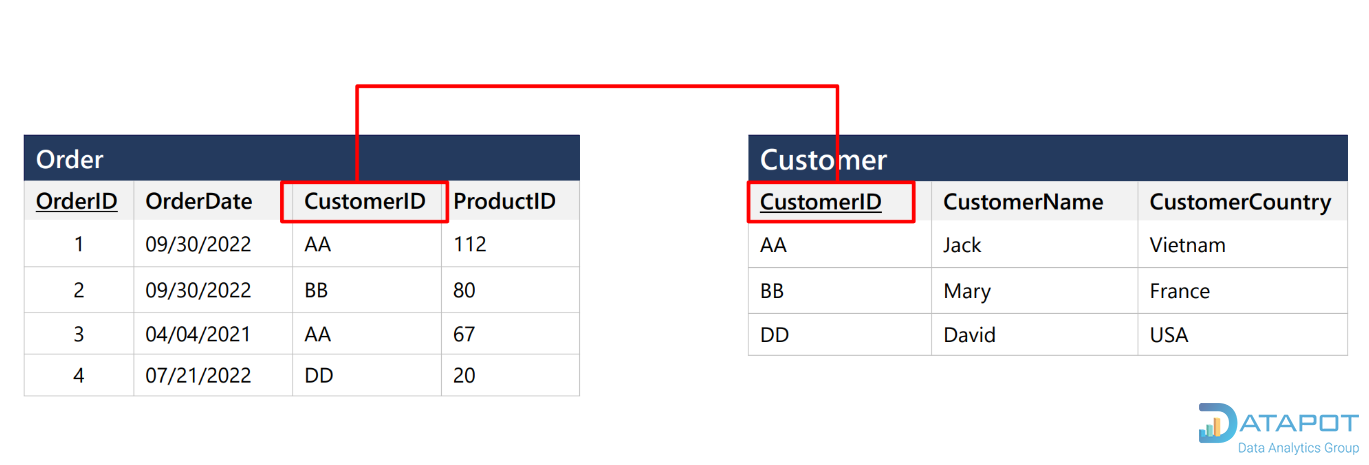 Order
OrderID OrderDate CustomerID ProductID
1 09/30/2022 AA 112
2 09/30/2022 BB 80
3 04/04/2021 AA 67
4 07/21/2022 DD 20
Customer
CustomerID CustomerName CustomerCountry
AA Jack Vietnam
BB Mary France
DD David USA
DATAPOT
Data Analytics Group